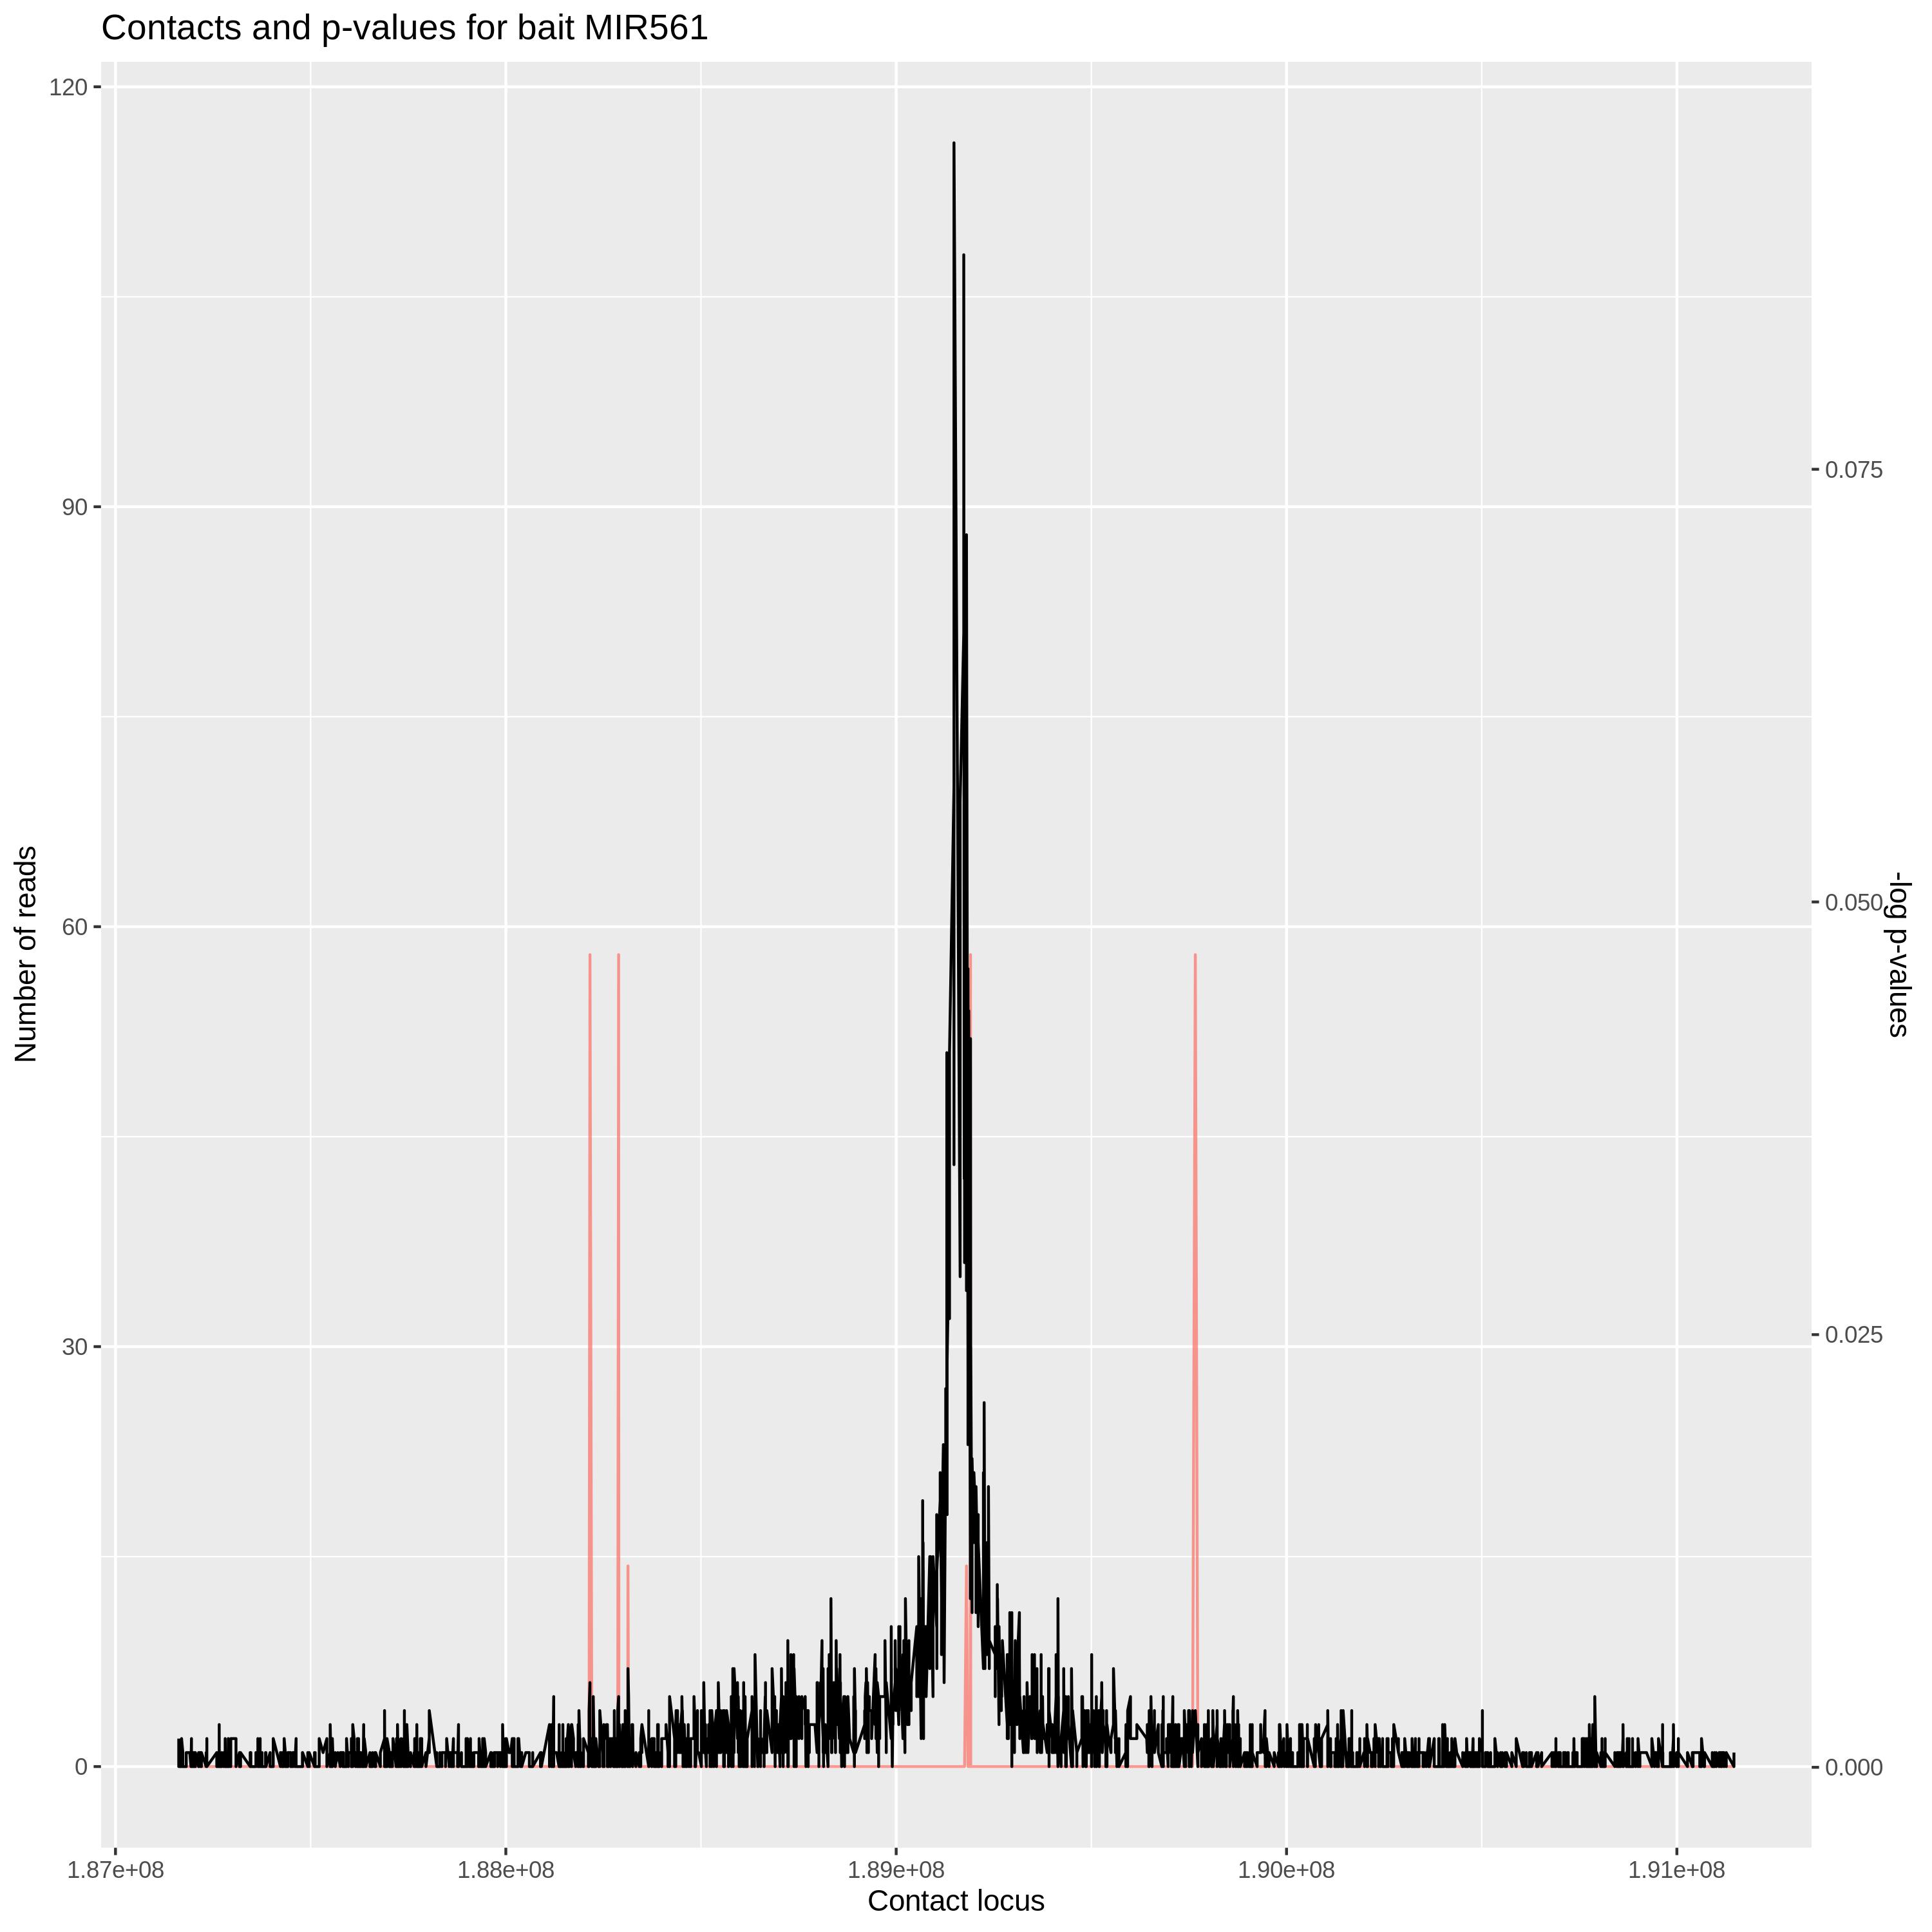 Contacts and p-values for bait MIR561
120
90
60
30
0
Number of reads
0.075
0.050
0.025
0.000
-log p-values
1.87e+08 1.88e+08 1.89e+08 1.90e+08 1.91e+08
Contact locus